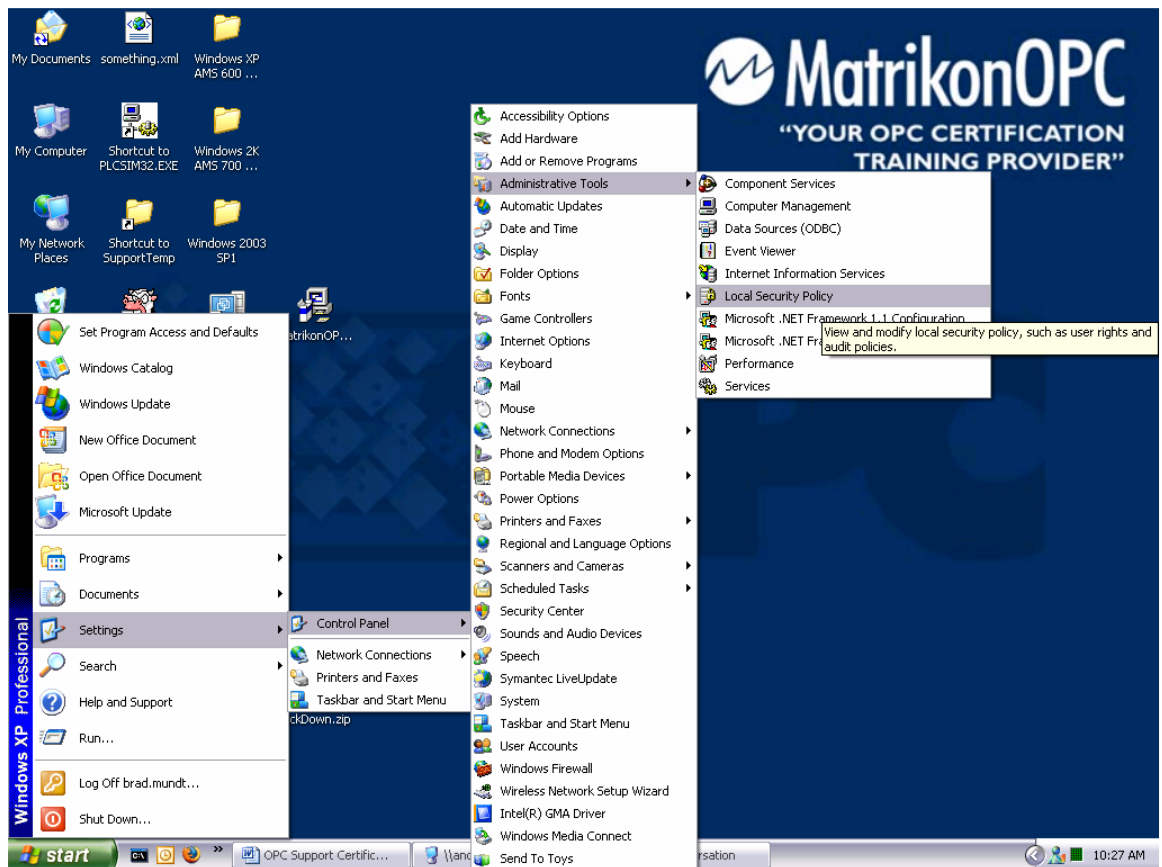 My Documents
something.xml
Windows XP
AMS 600 ...
My Computer
Shortcut to
PLCSIM32.EXE
Windows 2K
AMS 700 ...
My Network
Places
Shortcut to
SupportTemp
Windows 2003
SP1
atrikonOP...
ckDown.zip
MatrikonOPC
“YOUR OPC CERTIFICATION
TRAINING PROVIDER”
Windows XP Professional
Set Program Access and Defaults
Windows Catalog
Windows Update
New Office Document
Open Office Document
Microsoft Update
Programs
Documents
Settings
Search
Help and Support
Run...
Log Off brad.mundt...
Shut Down...
Control Panel
Network Connections
Printers and Faxes
Taskbar and Start Menu
Accessibility Options
Add Hardware
Add or Remove Programs
Administrative Tools
Automatic Updates
Date and Time
Display
Folder Options
Fonts
Game Controllers
Internet Options
Keyboard
Mail
Mouse
Network Connections
Phone and Modem Options
Portable Media Devices
Power Options
Printers and Faxes
Regional and Language Options
Scanners and Cameras
Scheduled Tasks
Security Center
Sounds and Audio Devices
Speech
Symantec LiveUpdate
System
Taskbar and Start Menu
User Accounts
Windows Firewall
Wireless Network Setup Wizard
Intel(R) GMA Driver
Windows Media Connect
Send To Toys
Component Services
Computer Management
Data Sources (ODBC)
Event Viewer
Internet Information Services
Local Security Policy
Microsoft .NET Framework 1.1 Configuration
Microsoft .NET Fra
Performance
Services
View and modify local security policy, such as user rights and
audit policies.
start
OPC Support Certific...
\\anc
rsation
10:27 AM